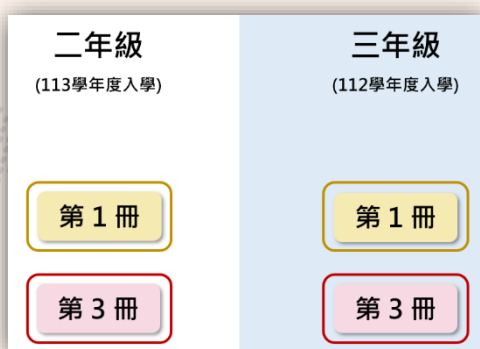 二年級
(113學年度入學)
第1冊
第3冊
三年級
(112學年度入學)
第1冊
第3冊